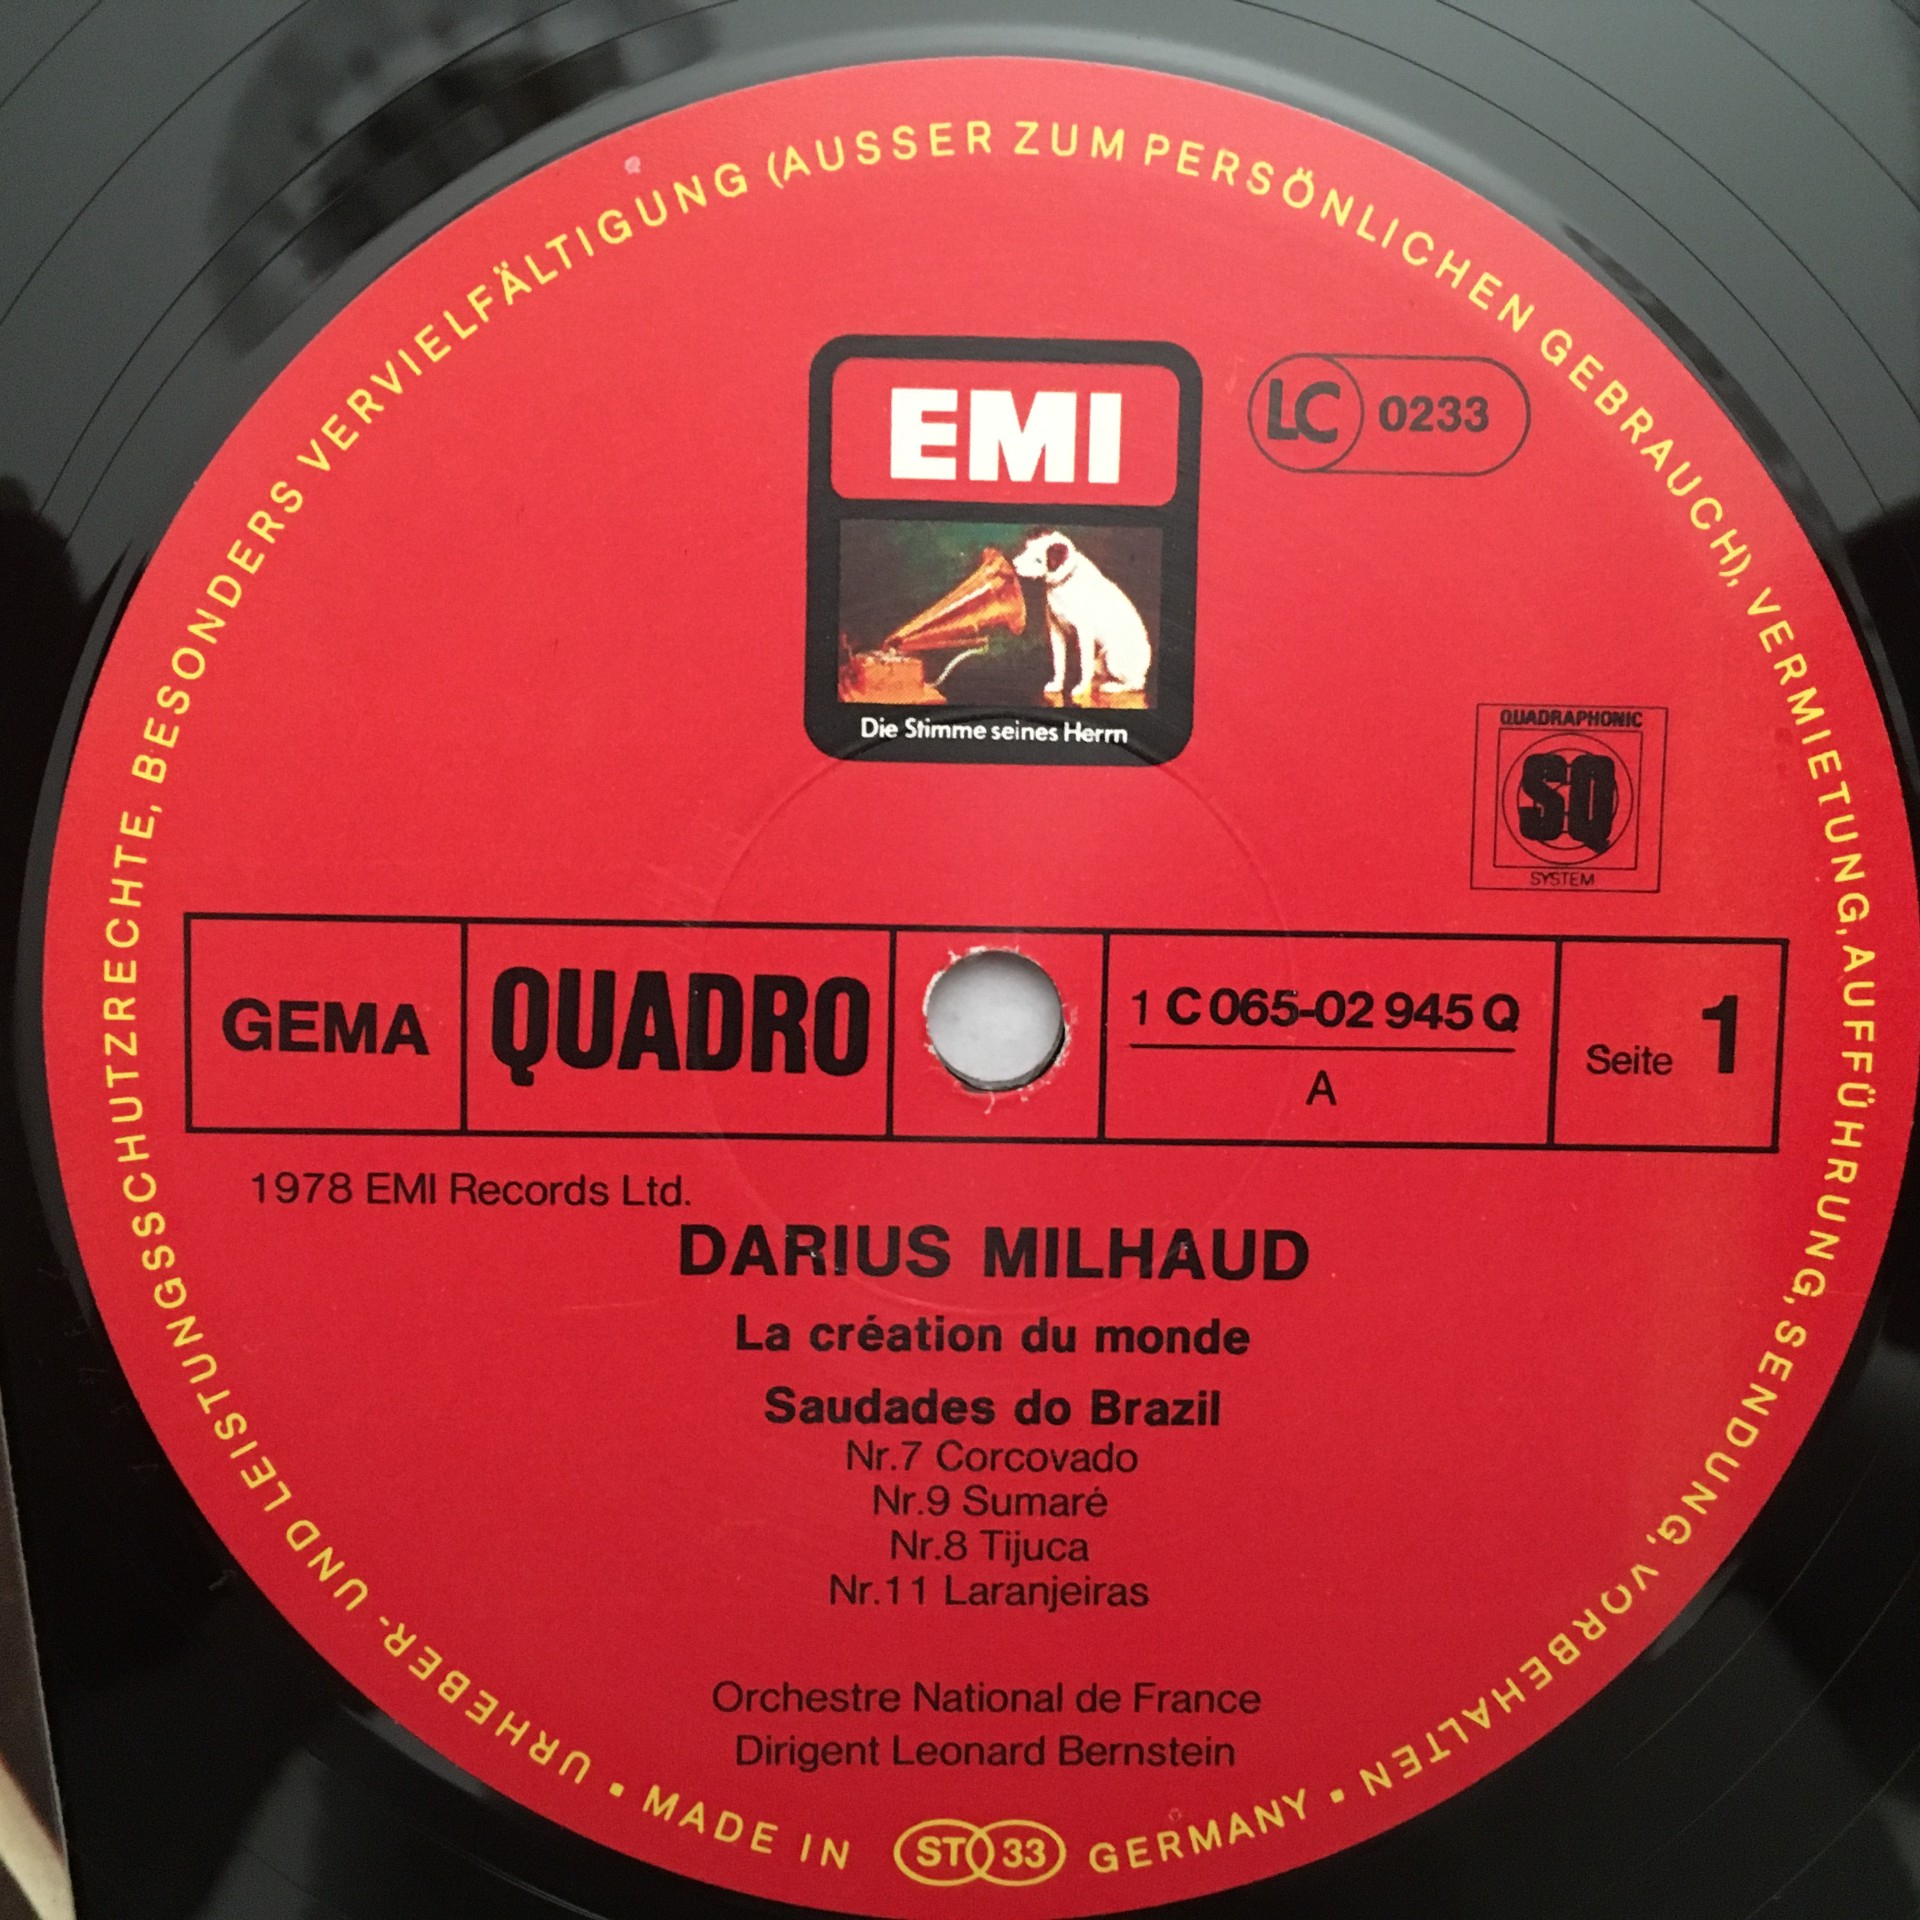 URHEBER- UND LEISTUNGSSCHUTZRECHTE, BESONDERS VERVIELFÄLTIGUNG (AUSSER ZUM PERSÖNLICHEN GEBRAUCH), VERMIETUNG, AUFFÜHRUNG, SENDUNG, VORBEHALTEN • MADE IN ST 33 GERMANY •
EMI
LC 0233
Die Stimme seines Herrn
QUADRAPHONIC
SQ
SYSTEM
GEMA QUADRO 1 C 065-02 945 Q
A
Seite 1
1978 EMI Records Ltd.
DARIUS MILHAUD
La création du monde
Saudades do Brazil
Nr.7 Corcovado
Nr.9 Sumaré
Nr.8 Tijuca
Nr.11 Laranjeiras
Orchestre National de France
Dirigent Leonard Bernstein